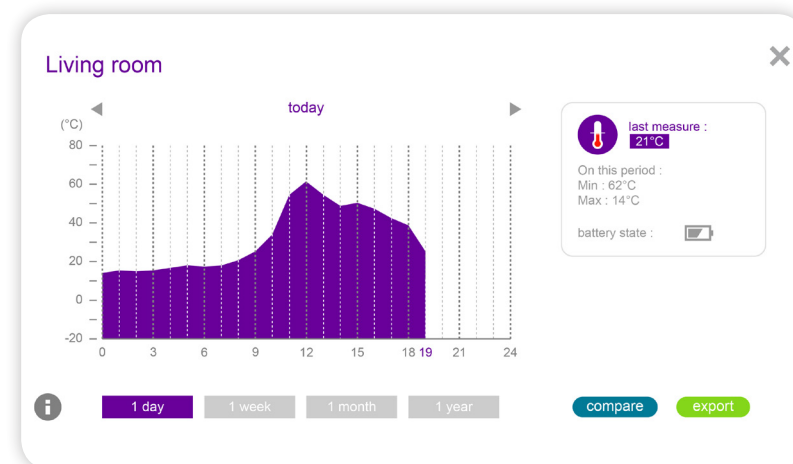 Living room
today
(°C)
80
60
40
20
0
-20
0 3 6 9 12 15 18 19 21 24
last measure :
21°C
On this period :
Min : 62°C
Max : 14°C
battery state :
1 day 1 week 1 month 1 year
compare export